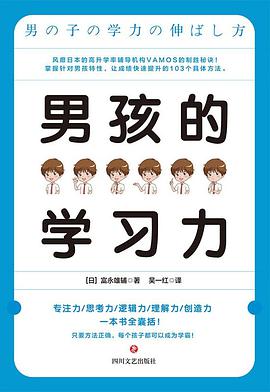 男の子の学力の伸ばし方
风靡日本的高升学率辅导机构VAMOS的制胜秘诀！
掌握针对男孩特性，让成绩快速提升的103个具体方法。
男孩的
学习力
［日］富永雄辅 著 吴一红 译
专注力/思考力/逻辑力/理解力/创造力
一本书全囊括！
只要方法正确，每个孩子都可以成为学霸！
四川文艺出版社